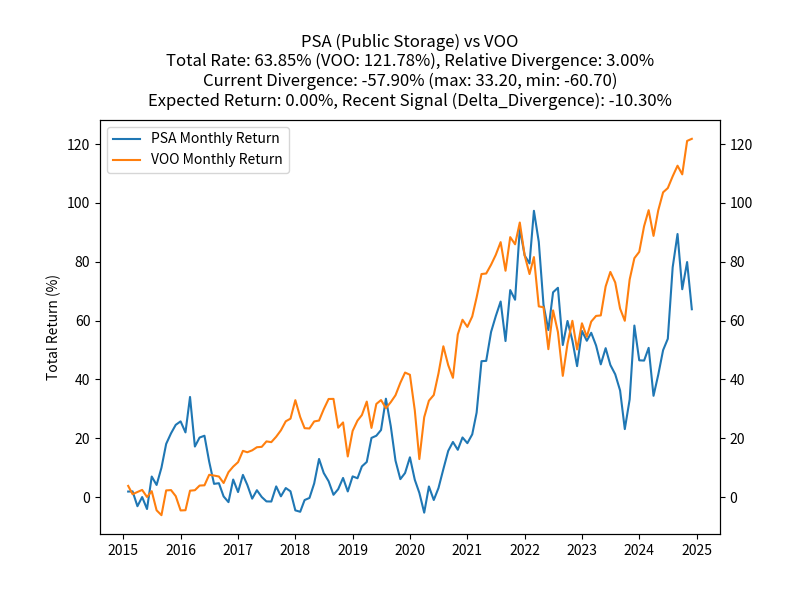 PSA (Public Storage) vs VOO
Total Rate: 63.85% (VOO: 121.78%), Relative Divergence: 3.00%
Current Divergence: -57.90% (max: 33.20, min: -60.70)
Expected Return: 0.00%, Recent Signal (Delta_Divergence): -10.30%
PSA Monthly Return
VOO Monthly Return
Total Return (%)
120
100
80
60
40
20
0
120
100
80
60
40
20
0
2015 2016 2017 2018 2019 2020 2021 2022 2023 2024 2025